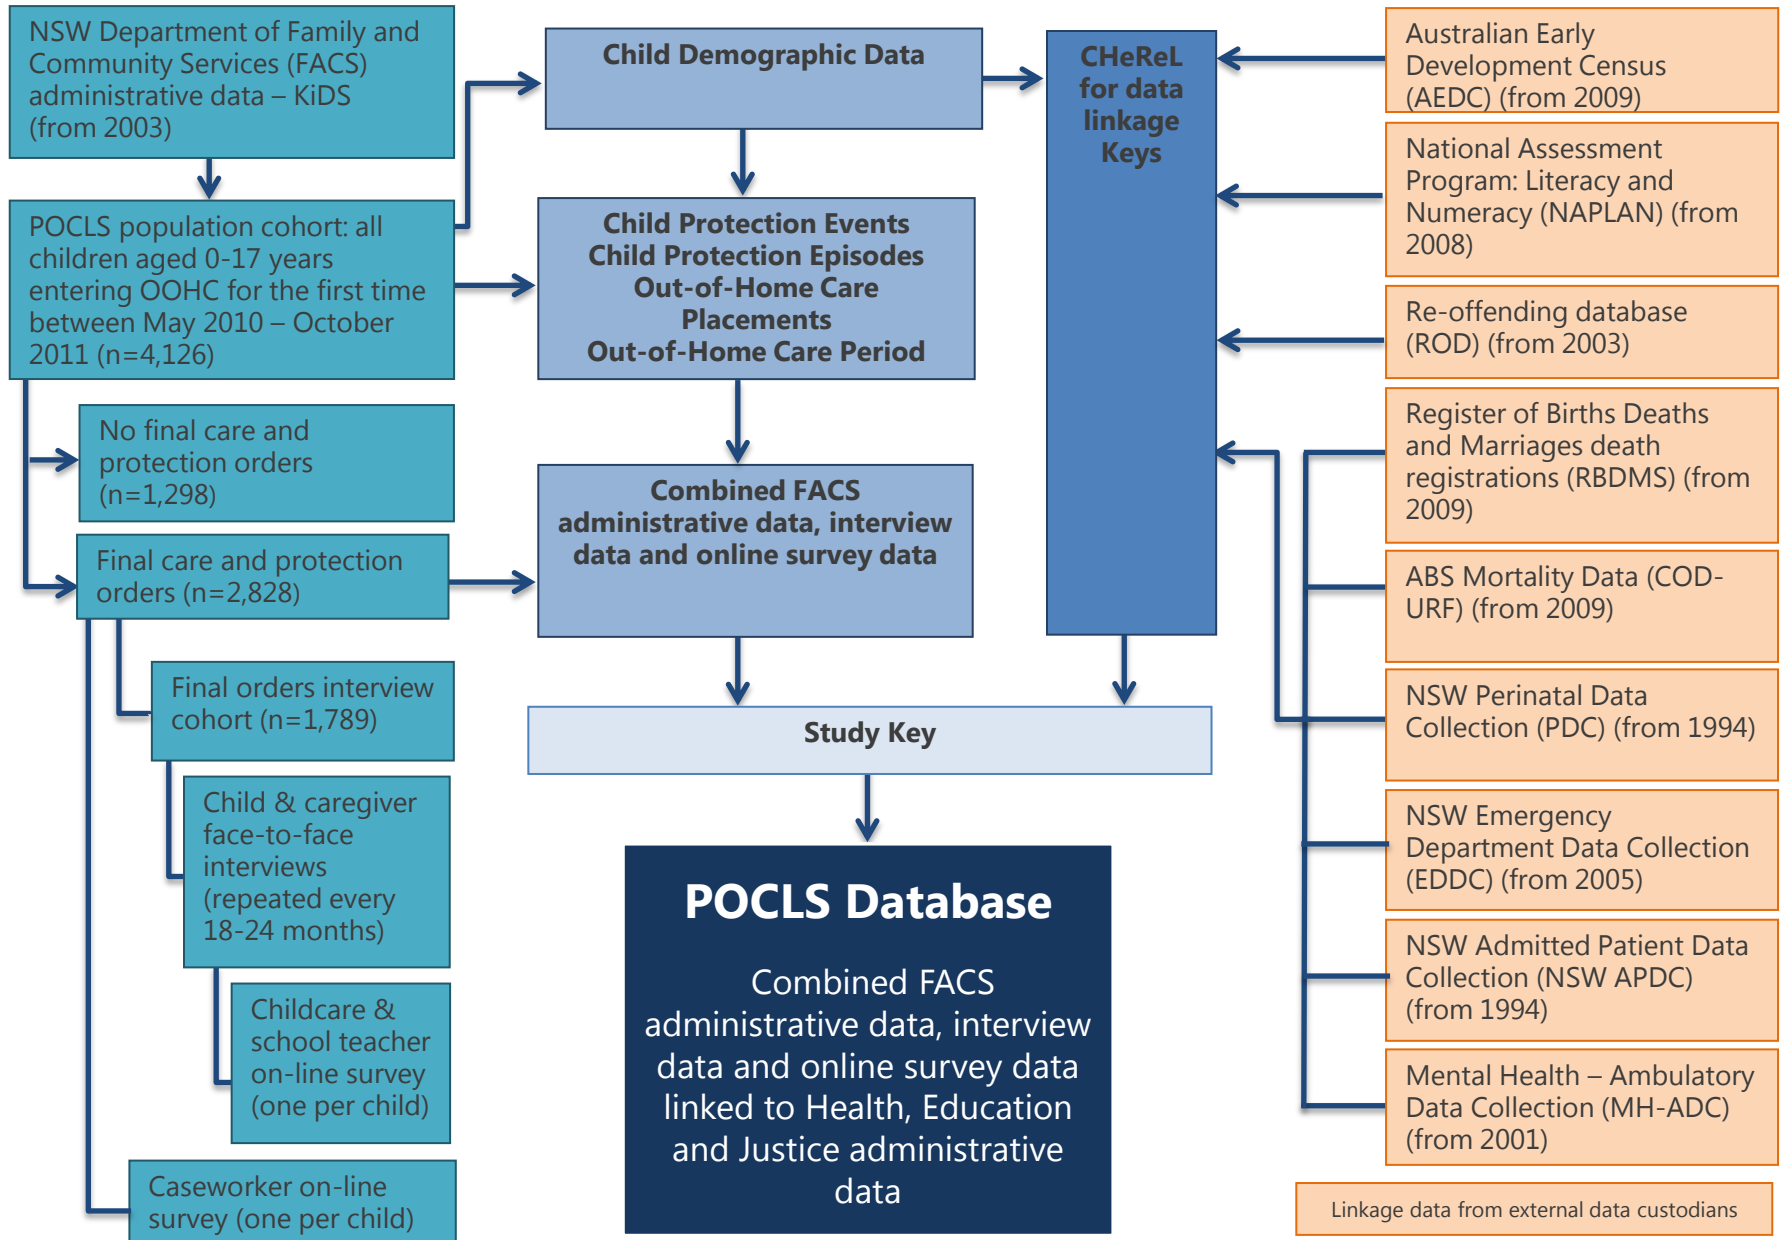 NSW Department of Family and
Community Services (FACS)
administrative data – KiDS
(from 2003)
POCLS population cohort: all
children aged 0-17 years
entering OOHC for the first time
between May 2010 – October
2011 (n=4,126)
No final care and
protection orders
(n=1,298)
Final care and protection
orders (n=2,828)
Final orders interview
cohort (n=1,789)
Child & caregiver
face-to-face
interviews
(repeated every
18-24 months)
Childcare &
school teacher
on-line survey
(one per child)
Caseworker on-line
survey (one per child)
Child Demographic Data
Child Protection Events
Child Protection Episodes
Out-of-Home Care
Placements
Out-of-Home Care Period
Combined FACS
administrative data, interview
data and online survey data
CHeReL
for data
linkage
Keys
Study Key
POCLS Database
Combined FACS
administrative data, interview
data and online survey data
linked to Health, Education
and Justice administrative
data
Australian Early
Development Census
(AEDC) (from 2009)
National Assessment
Program: Literacy and
Numeracy (NAPLAN) (from
2008)
Re-offending database
(ROD) (from 2003)
Register of Births Deaths
and Marriages death
registrations (RBDMS) (from
2009)
ABS Mortality Data (COD-
URF) (from 2009)
NSW Perinatal Data
Collection (PDC) (from 1994)
NSW Emergency
Department Data Collection
(EDDC) (from 2005)
NSW Admitted Patient Data
Collection (NSW APDC)
(from 1994)
Mental Health – Ambulatory
Data Collection (MH-ADC)
(from 2001)
Linkage data from external data custodians